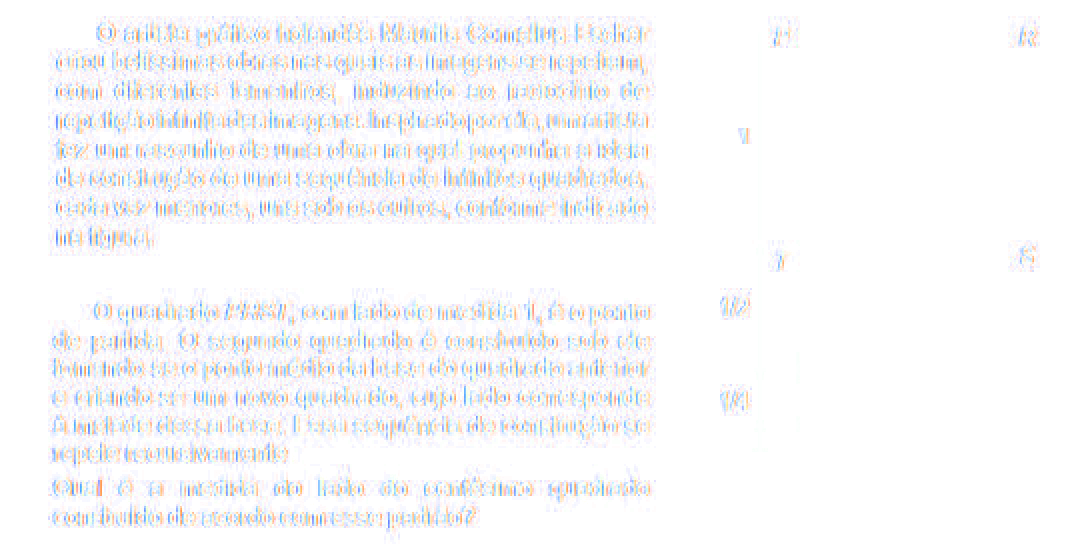 O artista gráfico holandês Maurits Cornelius Escher
criou belíssimas obras nas quais as imagens se repetiam,
com diferentes tamanhos, induzindo ao raciocínio de
repetição infinita das imagens. Inspirado por ele, um artista
fez um rascunho de uma obra na qual propunha a ideia
de construção de uma sequência de infinitos quadrados,
cada vez menores, uns sob os outros, conforme indicado
na figura.
P R
1
T S
1/2
1/4
O quadrado PRST, com lado de medida 1, é o ponto
de partida. O segundo quadrado é construído sob ele
tomando-se o ponto médio da base do quadrado anterior
e criando-se um novo quadrado, cujo lado corresponde
à metade dessa base. Essa sequência de construção se
repete recursivamente.
Qual é a medida do lado do centésimo quadrado
construído de acordo com esse padrão?